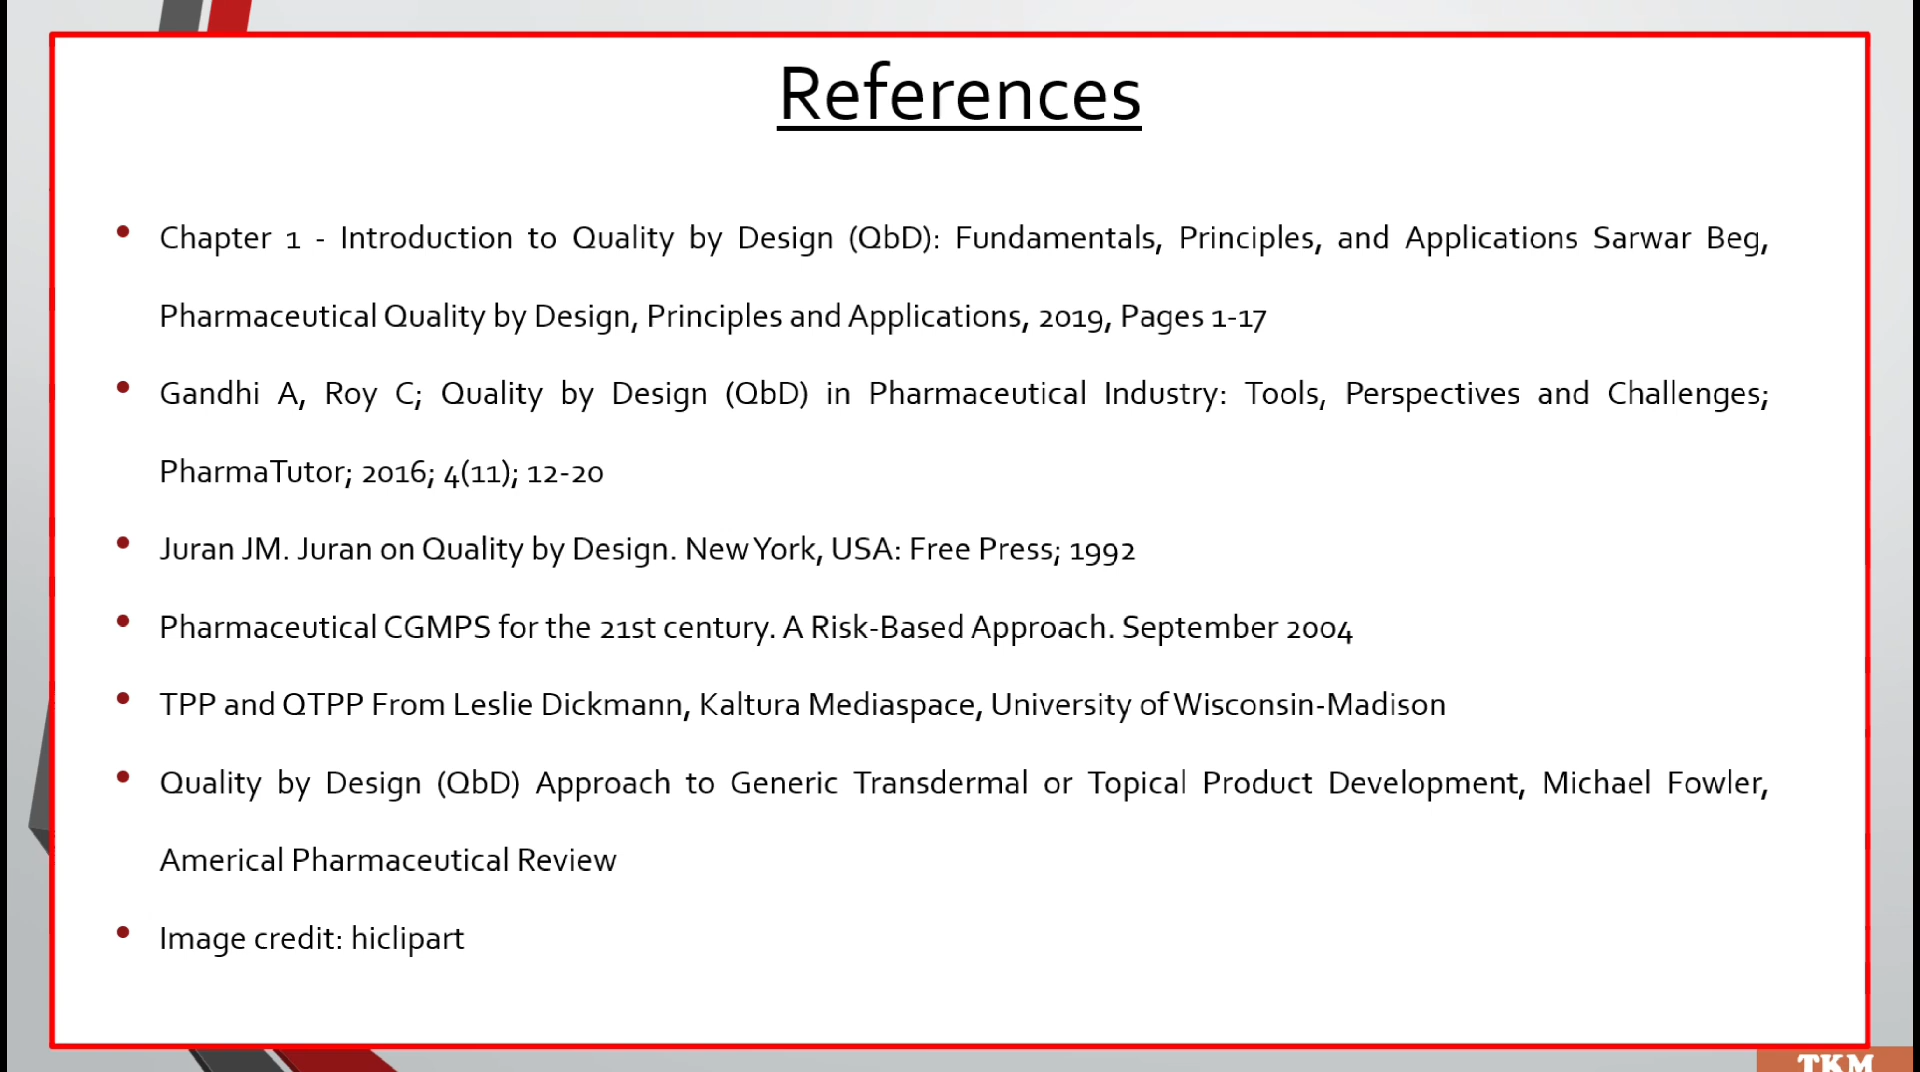 References
• Chapter 1 - Introduction to Quality by Design (QbD): Fundamentals, Principles, and Applications Sarwar Beg,
Pharmaceutical Quality by Design, Principles and Applications, 2019, Pages 1-17
• Gandhi A, Roy C; Quality by Design (QbD) in Pharmaceutical Industry: Tools, Perspectives and Challenges;
PharmaTutor; 2016; 4(11); 12-20
• Juran JM. Juran on Quality by Design. New York, USA: Free Press; 1992
• Pharmaceutical CGMPS for the 21st century. A Risk-Based Approach. September 2004
• TPP and QTPP From Leslie Dickmann, Kaltura Mediaspace, University of Wisconsin-Madison
• Quality by Design (QbD) Approach to Generic Transdermal or Topical Product Development, Michael Fowler,
Americal Pharmaceutical Review
• Image credit: hiclipart
TKM